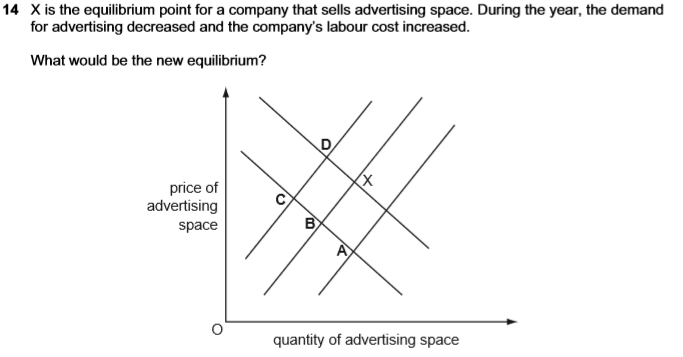 14 X is the equilibrium point for a company that sells advertising space. During the year, the demand
for advertising decreased and the company's labour cost increased.
What would be the new equilibrium?
D
X
price of
advertising
space
C
B
A
O
quantity of advertising space